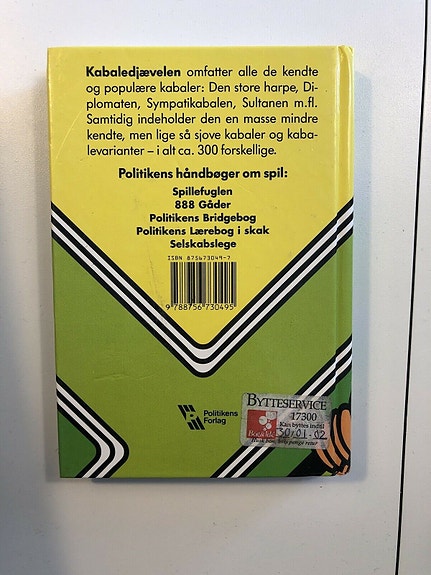 Kabaledjævelen omfatter alle de kendte
og populære kabaler: Den store harpe, Di-
plomaten, Sympatikabalen, Sultanen m.fl.
Samtidig indeholder den en masse mindre
kendte, men lige så sjove kabaler og kaba-
levarianter – i alt ca. 300 forskellige.
Politikens håndbøger om spil:
Spillefuglen
888 Gåder
Politikens Bridgebog
Politikens Lærebog i skak
Selskabslege
ISBN 875673049-7
9 788756 730495
Politikens
Forlag
BYTTESERVICE
17300
Kan byttes indtil
30/01-02
Bog & idé